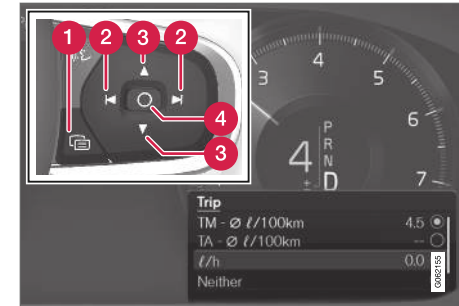 1
2
3
2
4
3
3
4
5
6
7
4
±
P
R
N
D
Trip
TM - Ø ℓ/100km 4.5
TA - Ø ℓ/100km --
ℓ/h 0.0
Neither
G062155